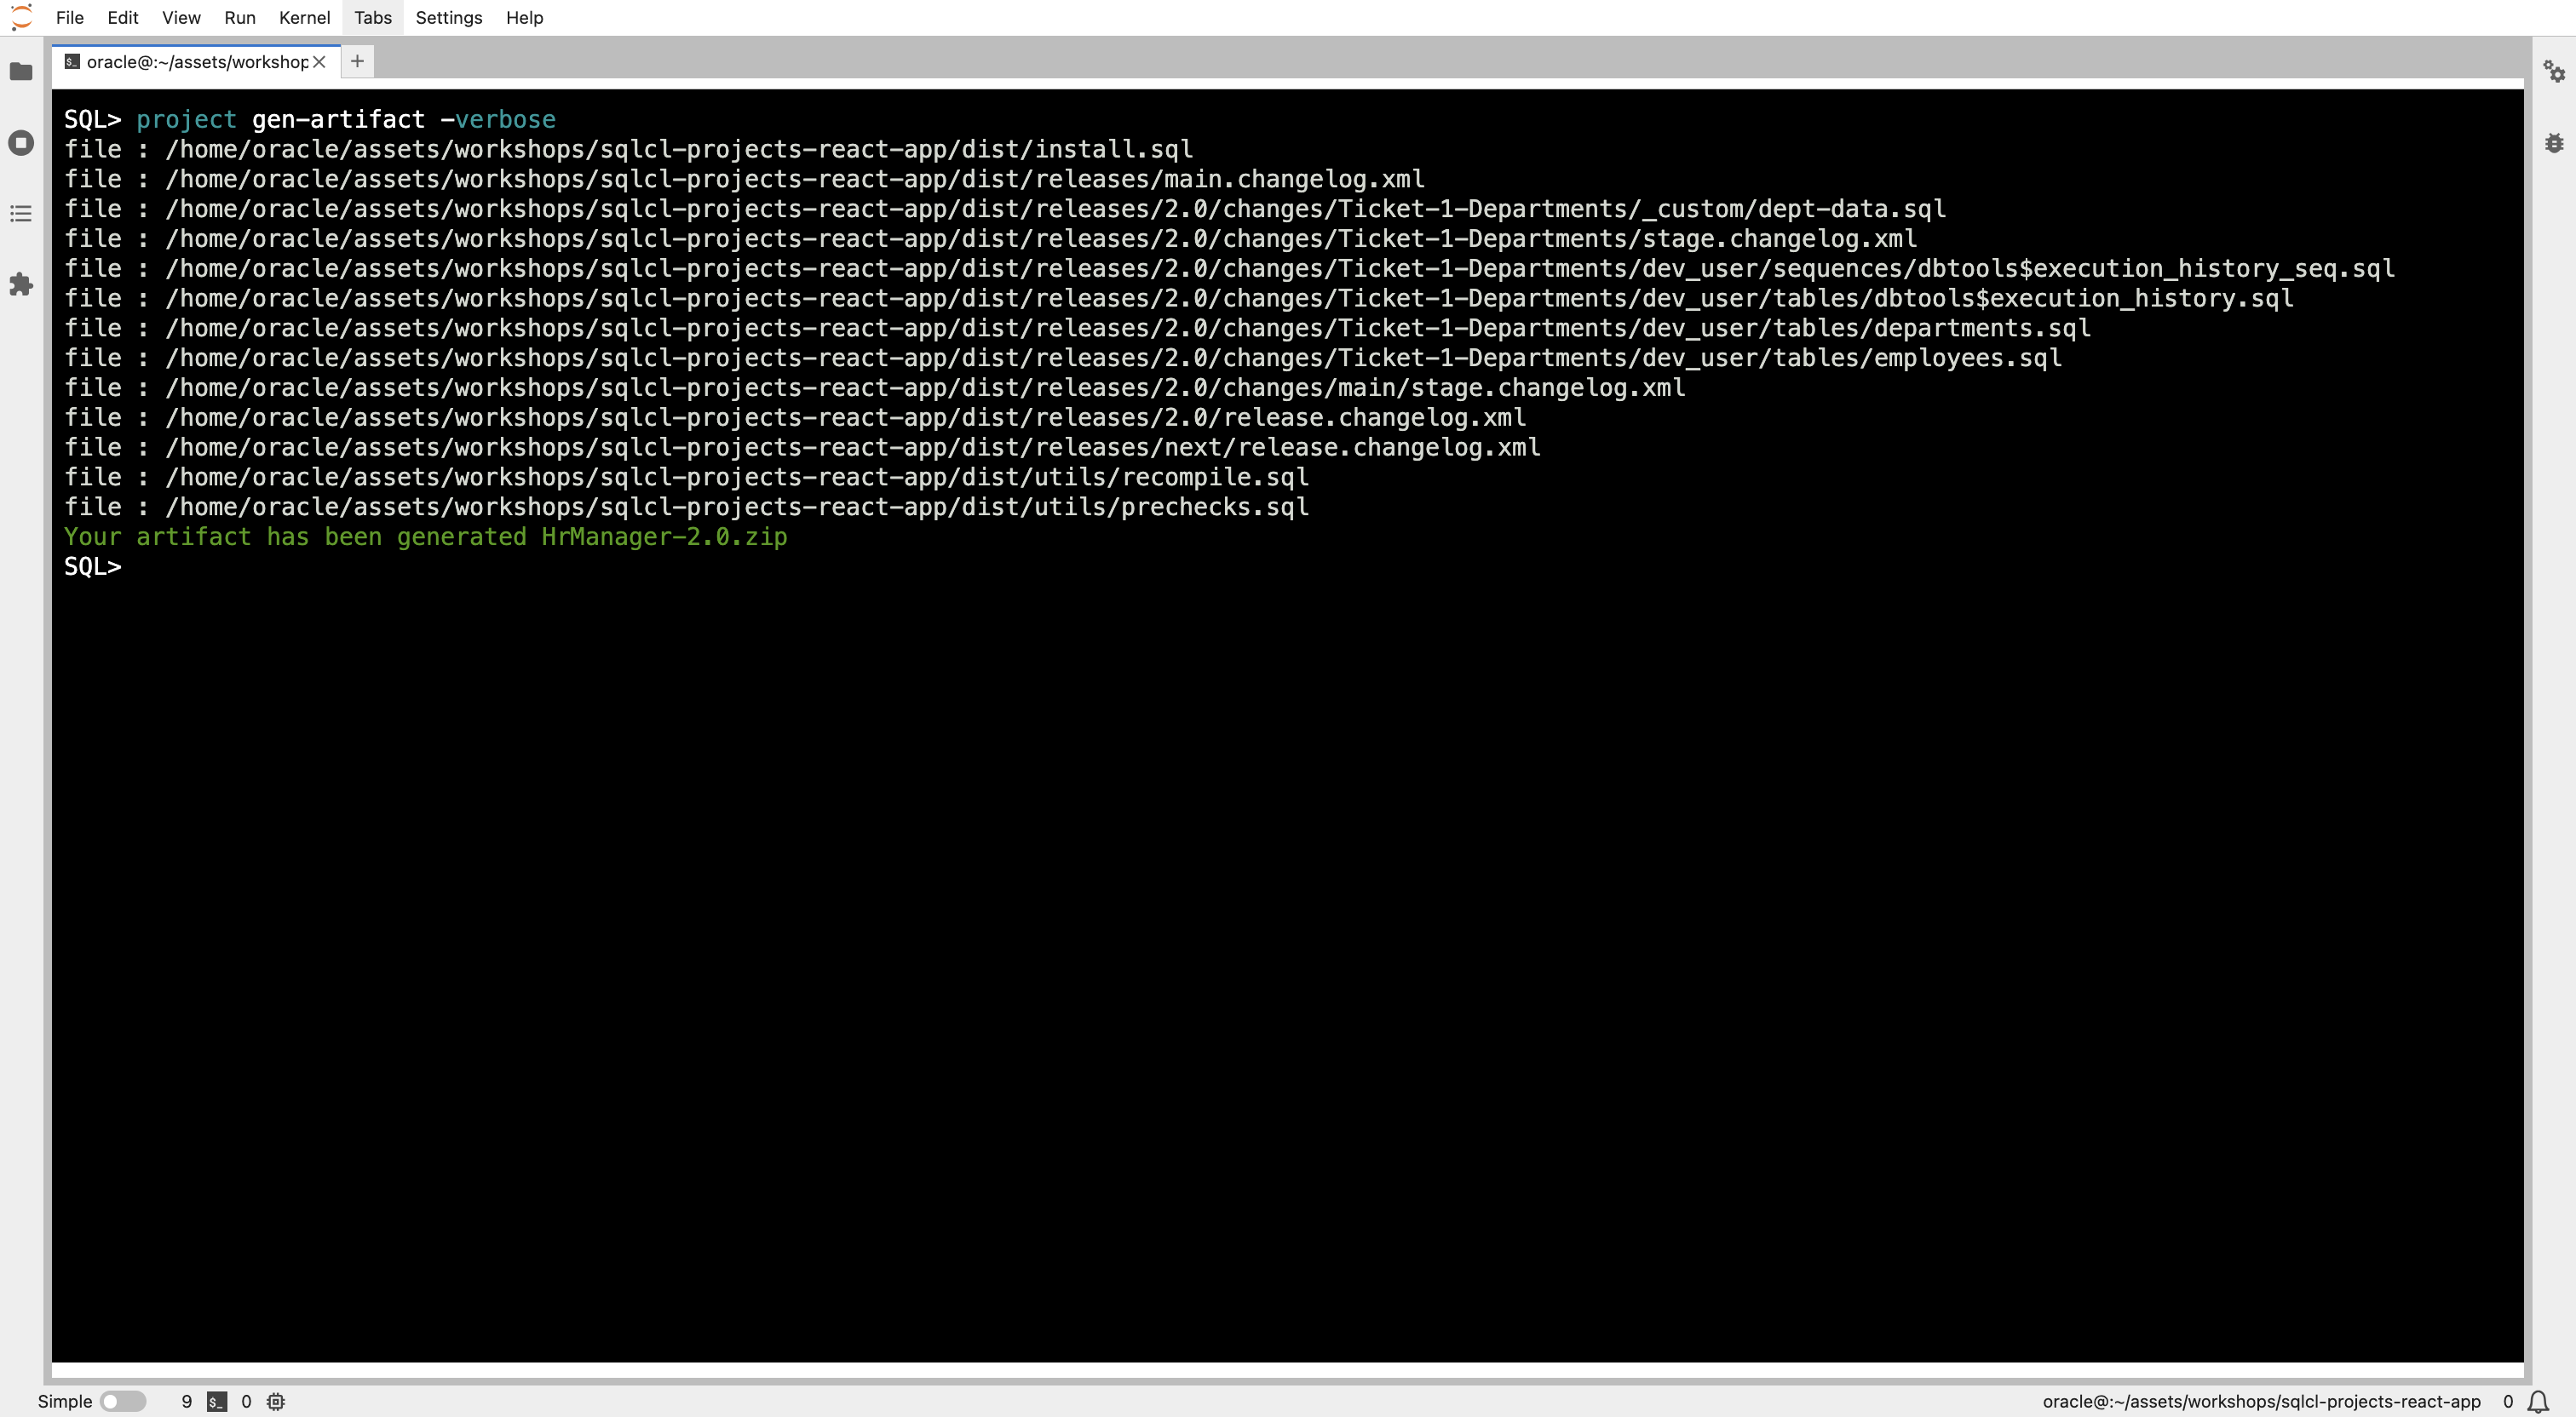 File Edit View Run Kernel Tabs Settings Help
oracle@:~/assets/workshop
SQL> project gen-artifact -verbose
file : /home/oracle/assets/workshops/sqlcl-projects-react-app/dist/install.sql
file : /home/oracle/assets/workshops/sqlcl-projects-react-app/dist/releases/main.changelog.xml
file : /home/oracle/assets/workshops/sqlcl-projects-react-app/dist/releases/2.0/changes/Ticket-1-Departments/_custom/dept-data.sql
file : /home/oracle/assets/workshops/sqlcl-projects-react-app/dist/releases/2.0/changes/Ticket-1-Departments/stage.changelog.xml
file : /home/oracle/assets/workshops/sqlcl-projects-react-app/dist/releases/2.0/changes/Ticket-1-Departments/dev_user/sequences/dbtools$execution_history_seq.sql
file : /home/oracle/assets/workshops/sqlcl-projects-react-app/dist/releases/2.0/changes/Ticket-1-Departments/dev_user/tables/dbtools$execution_history.sql
file : /home/oracle/assets/workshops/sqlcl-projects-react-app/dist/releases/2.0/changes/Ticket-1-Departments/dev_user/tables/departments.sql
file : /home/oracle/assets/workshops/sqlcl-projects-react-app/dist/releases/2.0/changes/Ticket-1-Departments/dev_user/tables/employees.sql
file : /home/oracle/assets/workshops/sqlcl-projects-react-app/dist/releases/2.0/changes/main/stage.changelog.xml
file : /home/oracle/assets/workshops/sqlcl-projects-react-app/dist/releases/2.0/release.changelog.xml
file : /home/oracle/assets/workshops/sqlcl-projects-react-app/dist/releases/next/release.changelog.xml
file : /home/oracle/assets/workshops/sqlcl-projects-react-app/dist/utils/recompile.sql
file : /home/oracle/assets/workshops/sqlcl-projects-react-app/dist/utils/prechecks.sql
Your artifact has been generated HrManager-2.0.zip
SQL>
Simple 9 $_ 0 oracle@:~/assets/workshops/sqlcl-projects-react-app 0